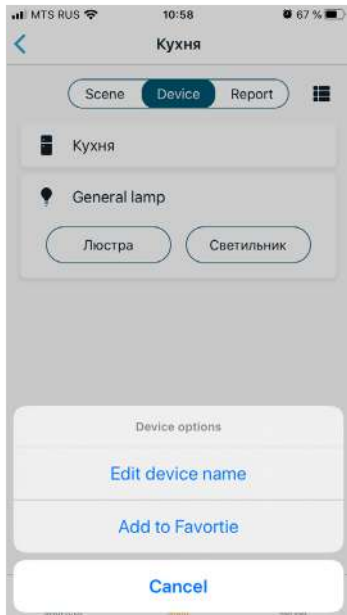 MTS RUS 10:58 67 %
Кухня
Scene Device Report
Кухня
General lamp
Люстра Светильник
Device options
Edit device name
Add to Favortie
Cancel